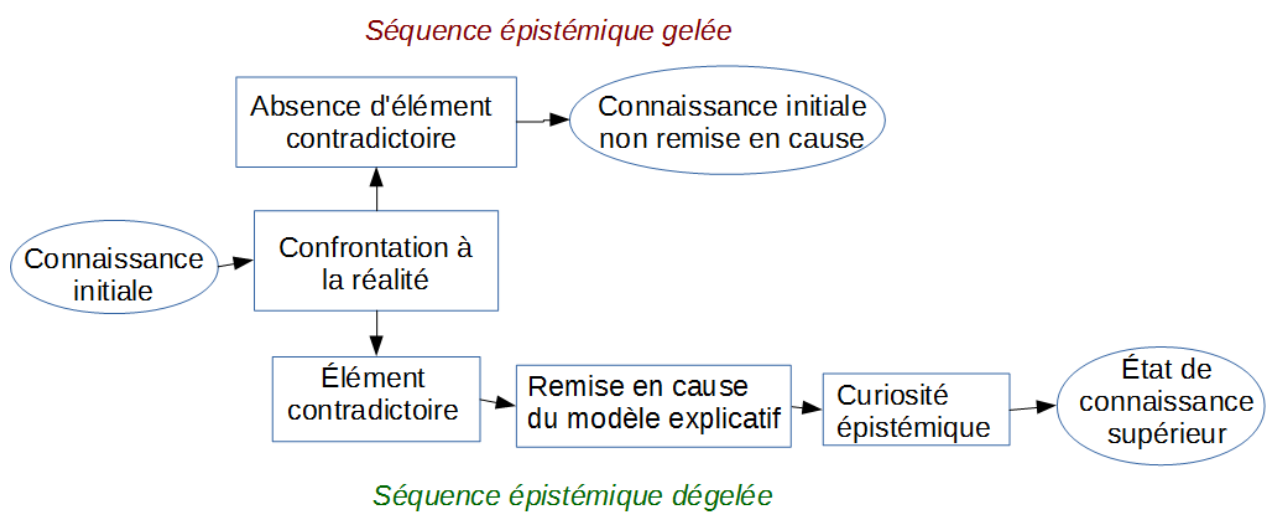 Séquence épistémique gelée
Absence d'élément
contradictoire
Connaissance initiale
non remise en cause
Connaissance
initiale
Confrontation à
la réalité
Élément
contradictoire
Remise en cause
du modèle explicatif
Curiosité
épistémique
État de
connaissance
supérieur
Séquence épistémique dégelée